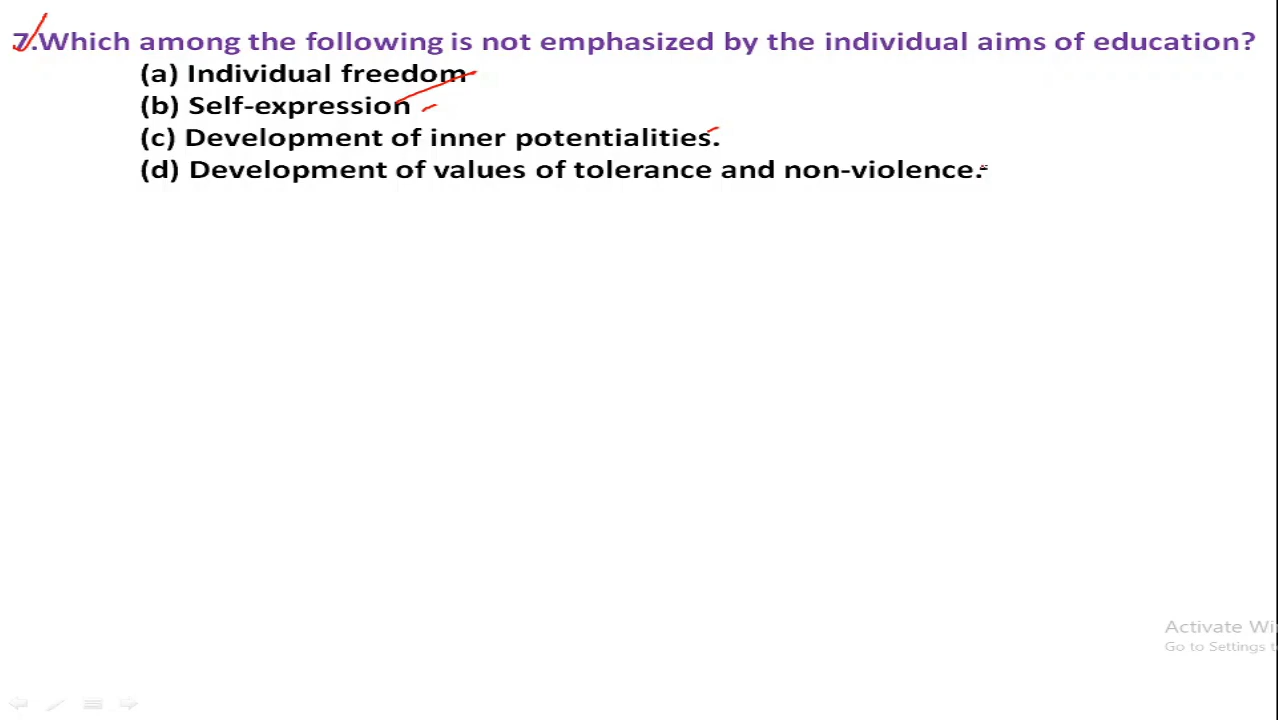 7.Which among the following is not emphasized by the individual aims of education?
(a) Individual freedom
(b) Self-expression
(c) Development of inner potentialities.
(d) Development of values of tolerance and non-violence.
Activate Wi
Go to Settings t